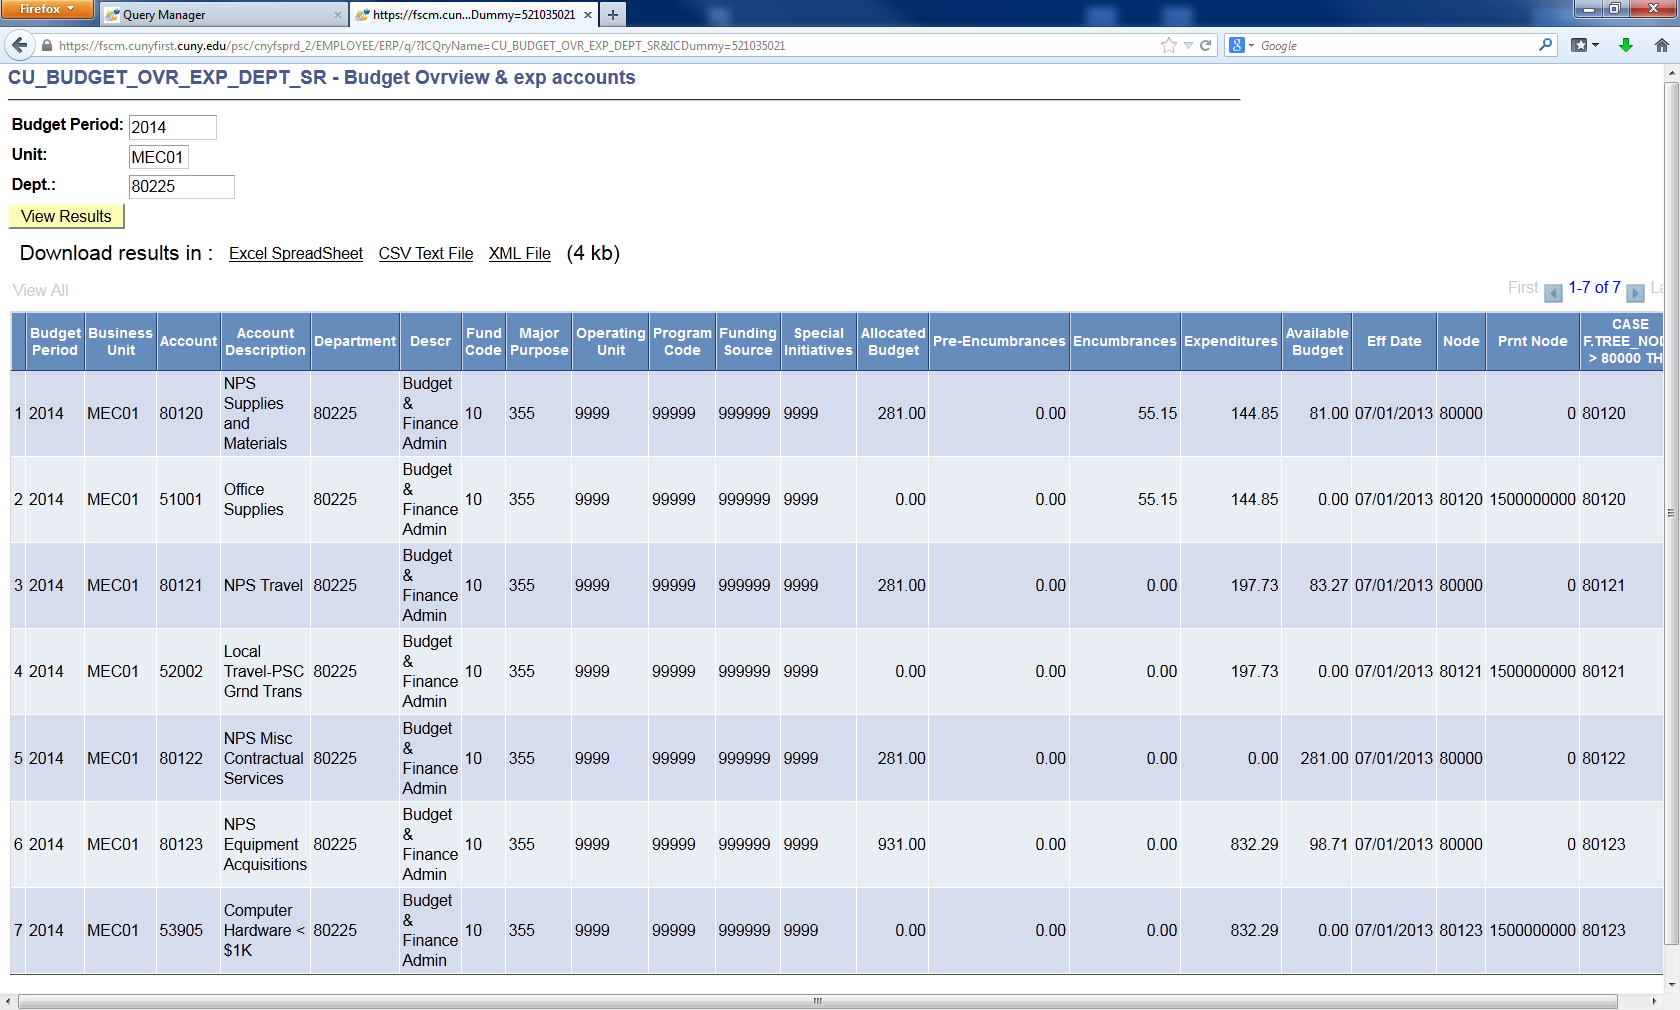 Firefox
Query Manager
https://fscm.cun...Dummy=521035021
https://fscm.cunyfirst.cuny.edu/psc/cnyfsprd_2/EMPLOYEE/ERP/q/?ICQryName=CU_BUDGET_OVR_EXP_DEPT_SR&ICDummy=521035021
Google
CU_BUDGET_OVR_EXP_DEPT_SR - Budget Ovrview & exp accounts
Budget Period: 2014
Unit: MEC01
Dept.: 80225
View Results
Download results in : Excel SpreadSheet CSV Text File XML File (4 kb)
View All First 1-7 of 7 La
Budget Period Business Unit Account Account Description Department Descr Fund Code Major Purpose Operating Unit Program Code Funding Source Special Initiatives Allocated Budget Pre-Encumbrances Encumbrances Expenditures Available Budget Eff Date Node Prnt Node CASE F.TREE_NOD > 80000 TH
1 2014 MEC01 80120 NPS Supplies and Materials 80225 Budget & Finance Admin 10 355 9999 99999 999999 9999 281.00 0.00 55.15 144.85 81.00 07/01/2013 80000 0 80120
2 2014 MEC01 51001 Office Supplies 80225 Budget & Finance Admin 10 355 9999 99999 999999 9999 0.00 0.00 55.15 144.85 0.00 07/01/2013 80120 1500000000 80120
3 2014 MEC01 80121 NPS Travel 80225 Budget & Finance Admin 10 355 9999 99999 999999 9999 281.00 0.00 0.00 197.73 83.27 07/01/2013 80000 0 80121
4 2014 MEC01 52002 Local Travel-PSC Grnd Trans 80225 Budget & Finance Admin 10 355 9999 99999 999999 9999 0.00 0.00 0.00 197.73 0.00 07/01/2013 80121 1500000000 80121
5 2014 MEC01 80122 NPS Misc Contractual Services 80225 Budget & Finance Admin 10 355 9999 99999 999999 9999 281.00 0.00 0.00 0.00 281.00 07/01/2013 80000 0 80122
6 2014 MEC01 80123 NPS Equipment Acquisitions 80225 Budget & Finance Admin 10 355 9999 99999 999999 9999 931.00 0.00 0.00 832.29 98.71 07/01/2013 80000 0 80123
7 2014 MEC01 53905 Computer Hardware < $1K 80225 Budget & Finance Admin 10 355 9999 99999 999999 9999 0.00 0.00 0.00 832.29 0.00 07/01/2013 80123 1500000000 80123